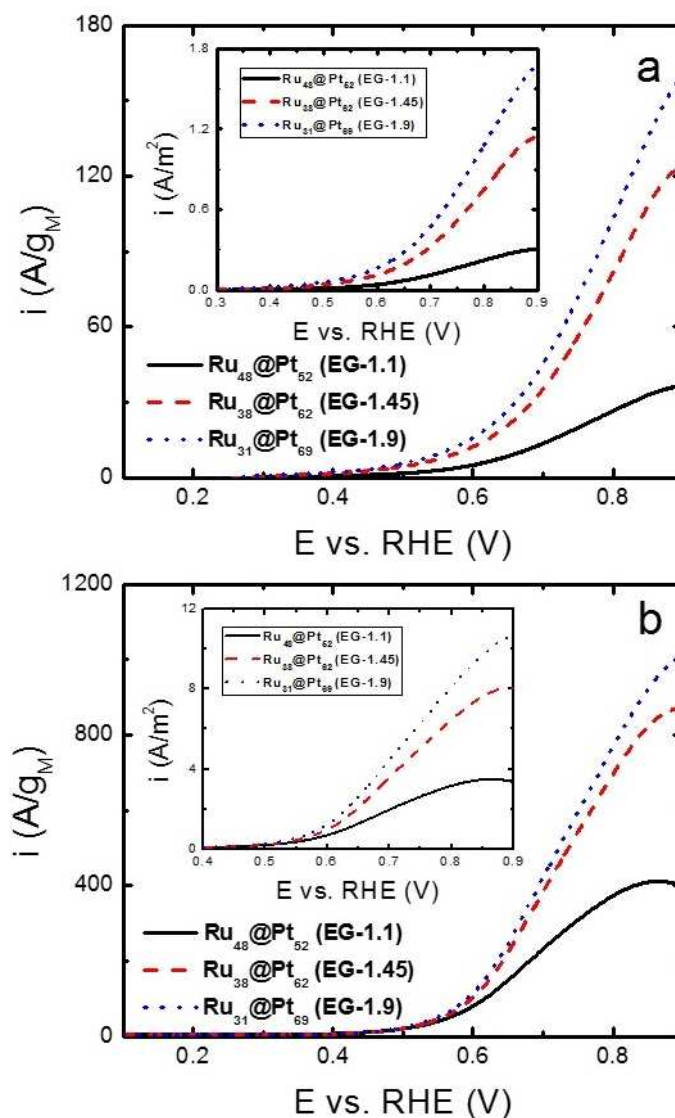 180
120
60
0
i (A/g_M)
a
1.8
1.2
0.6
0.0
i (A/m²)
Ru₄₈@Pt₅₂ (EG-1.1)
Ru₃₈@Pt₆₂ (EG-1.45)
Ru₃₁@Pt₆₉ (EG-1.9)
0.3 0.4 0.5 0.6 0.7 0.8 0.9
E vs. RHE (V)
Ru₄₈@Pt₅₂ (EG-1.1)
Ru₃₈@Pt₆₂ (EG-1.45)
Ru₃₁@Pt₆₉ (EG-1.9)
0.2 0.4 0.6 0.8
E vs. RHE (V)
1200
800
400
0
i (A/g_M)
b
12
8
4
0
i (A/m²)
Ru₄₈@Pt₅₂ (EG-1.1)
Ru₃₈@Pt₆₂ (EG-1.45)
Ru₃₁@Pt₆₉ (EG-1.9)
0.4 0.5 0.6 0.7 0.8 0.9
E vs. RHE (V)
Ru₄₈@Pt₅₂ (EG-1.1)
Ru₃₈@Pt₆₂ (EG-1.45)
Ru₃₁@Pt₆₉ (EG-1.9)
0.2 0.4 0.6 0.8
E vs. RHE (V)